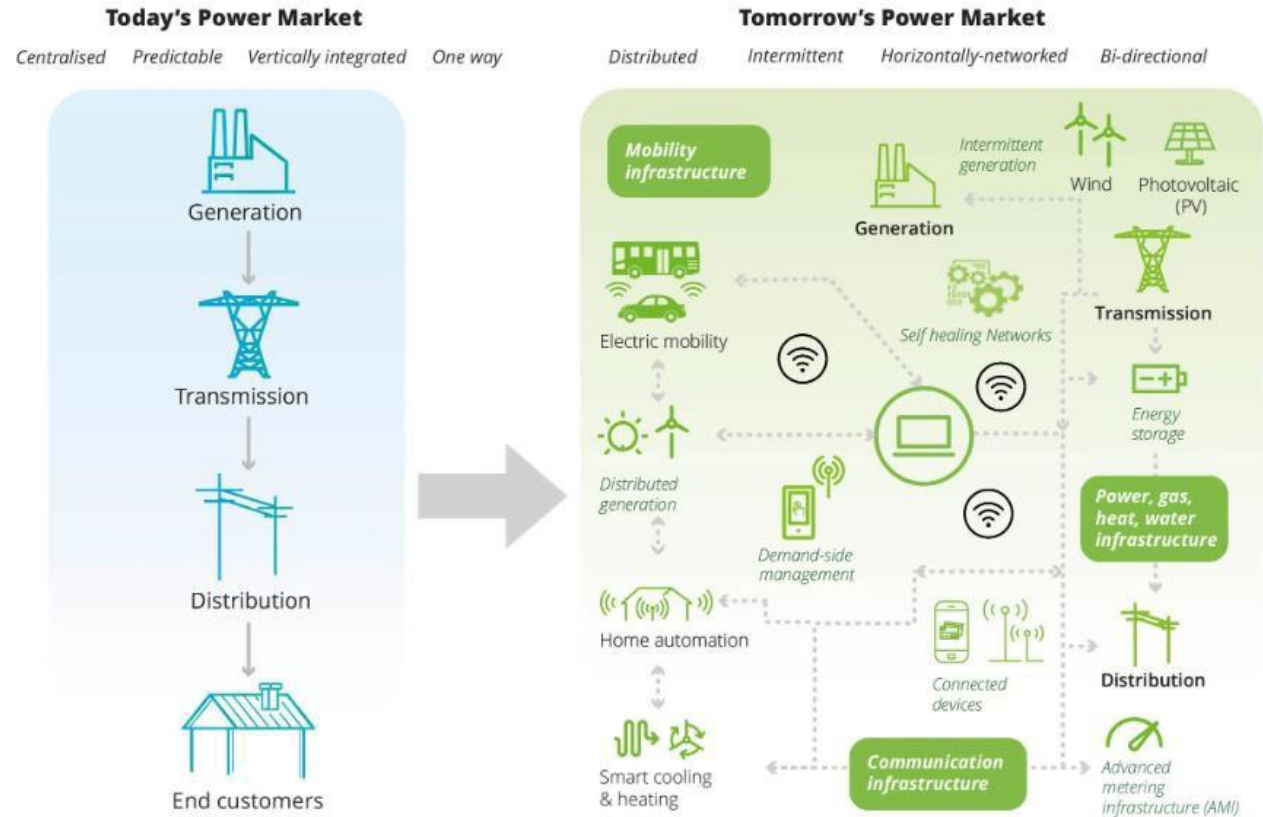 Today's Power Market
Centralised Predictable Vertically integrated One way
Generation
Transmission
Distribution
End customers
Tomorrow's Power Market
Distributed Intermittent Horizontally-networked Bi-directional
Mobility
infrastructure
Intermittent
generation
Wind
Photovoltaic
(PV)
Generation
Electric mobility
Self healing Networks
Transmission
Energy
storage
Distributed
generation
Demand-side
management
Power, gas,
heat, water
infrastructure
Home automation
Connected
devices
Distribution
Smart cooling
& heating
Communication
infrastructure
Advanced
metering
infrastructure (AMI)